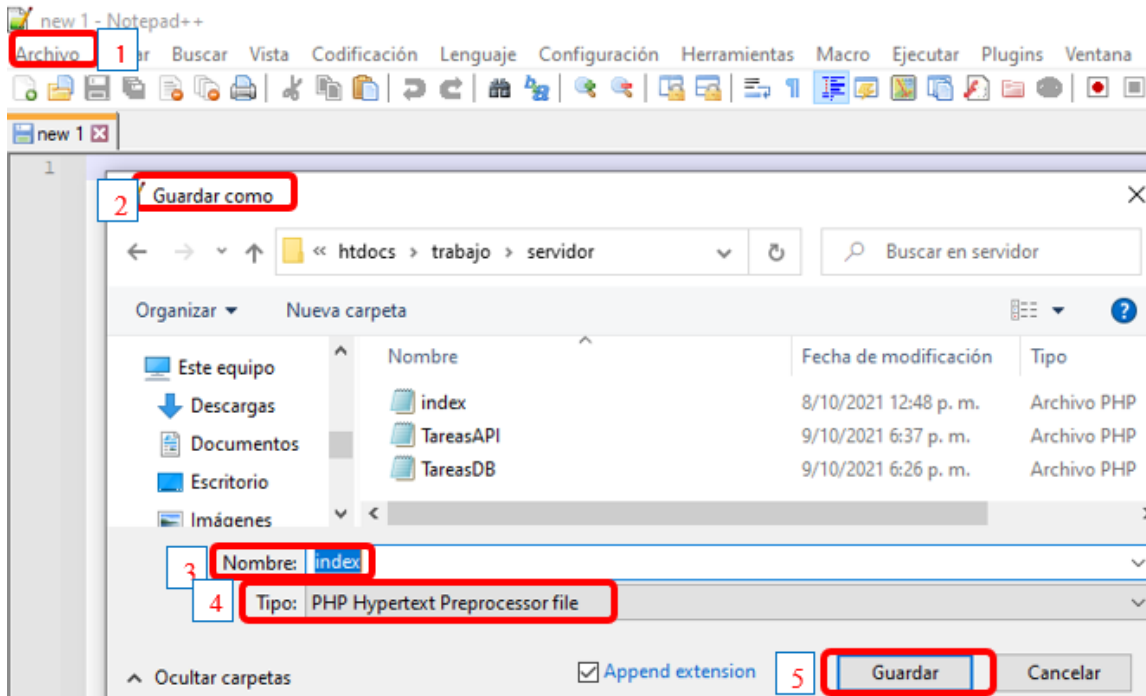 new 1 - Notepad++
Archivo 1 ar Buscar Vista Codificación Lenguaje Configuración Herramientas Macro Ejecutar Plugins Ventana
new 1
1
2 Guardar como
« htdocs › trabajo › servidor Buscar en servidor
Organizar Nueva carpeta
Nombre Fecha de modificación Tipo
Este equipo
index 8/10/2021 12:48 p. m. Archivo PHP
Descargas
TareasAPI 9/10/2021 6:37 p. m. Archivo PHP
Documentos
TareasDB 9/10/2021 6:26 p. m. Archivo PHP
Escritorio
Imágenes
3 Nombre: index
4 Tipo: PHP Hypertext Preprocessor file
Ocultar carpetas Append extension 5 Guardar Cancelar